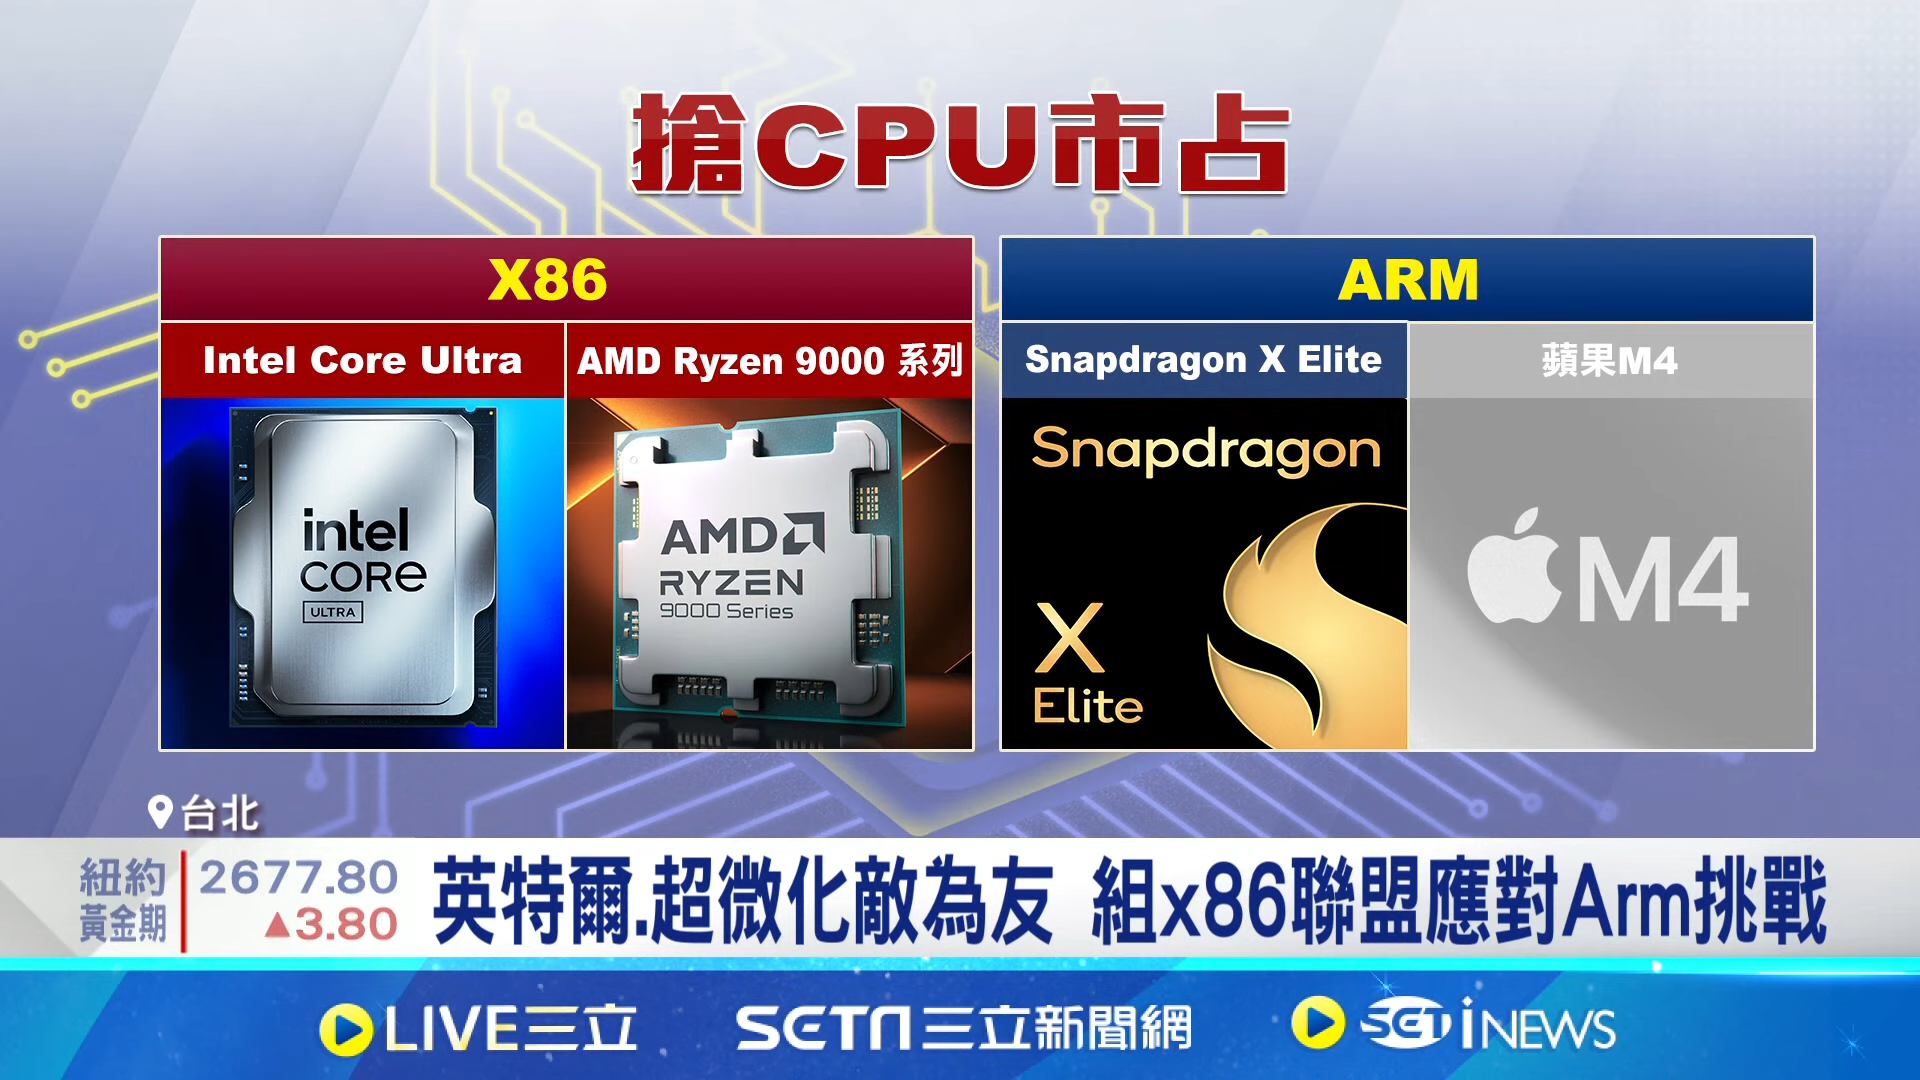 搶CPU市占
X86
Intel Core Ultra
AMD Ryzen 9000 系列
intel
CORE
ULTRA
AMD
RYZEN
9000 Series
ARM
Snapdragon X Elite
蘋果M4
Snapdragon
X
Elite
M4
台北
紐約
黃金期
2677.80
▲3.80
英特爾.超微化敵為友 組x86聯盟應對Arm挑戰
LIVE三立
SETN三立新聞網
SET iNEWS